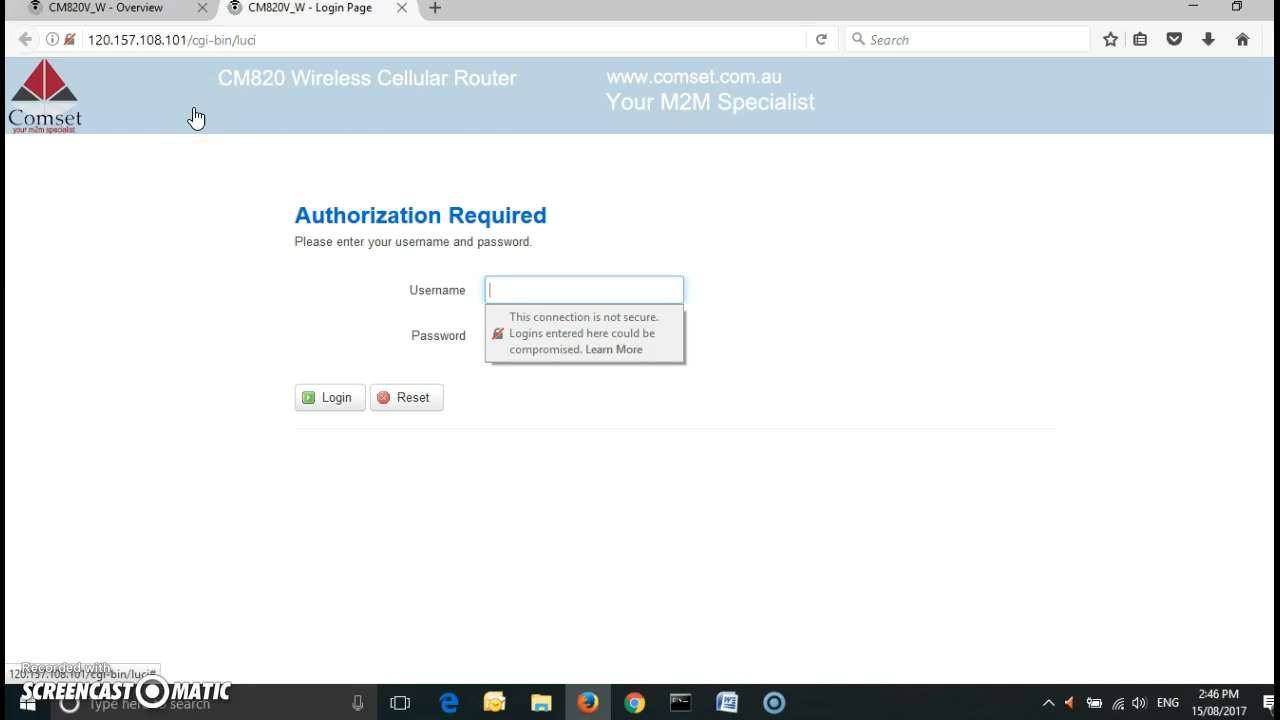 CM820V_W - Overview
CM820V_W - Login Page
120.157.108.101/cgi-bin/luci
Search
Comset
your m2m specialist
CM820 Wireless Cellular Router
www.comset.com.au
Your M2M Specialist
Authorization Required
Please enter your username and password.
Username
This connection is not secure.
Logins entered here could be
compromised. Learn More
Password
Login
Reset
Recorded with
120.157.108.101/cgi-bin/luci#
SCREENCAST MATIC
Type here to search
ENG
2:46 PM
15/08/2017